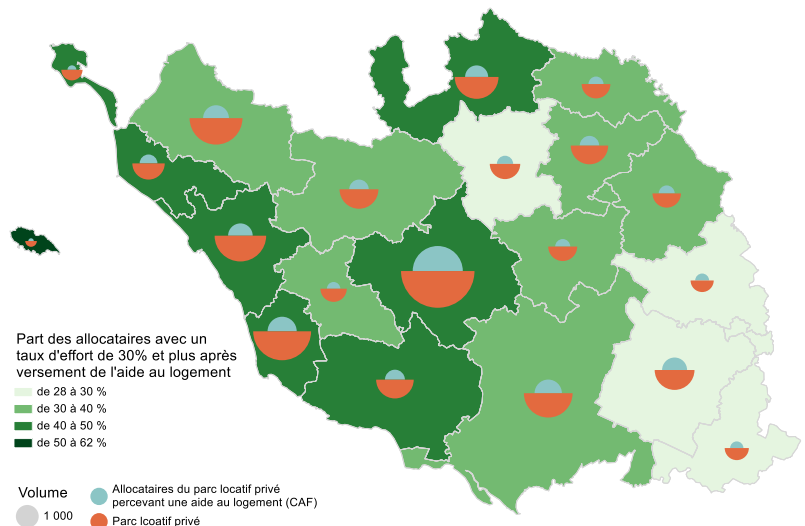 Part des allocataires avec un
taux d'effort de 30% et plus après
versement de l'aide au logement
de 28 à 30 %
de 30 à 40 %
de 40 à 50 %
de 50 à 62 %
Volume
1 000
Allocataires du parc locatif privé
percevant une aide au logement (CAF)
Parc lcoatif privé